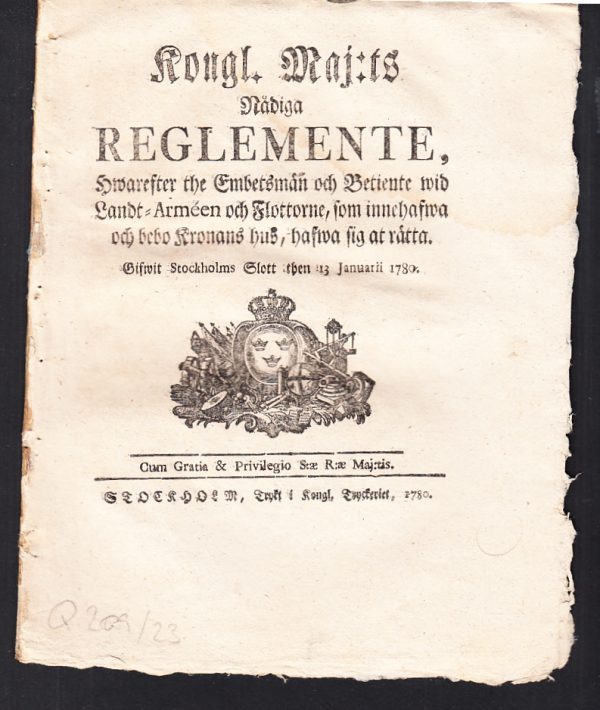 Kongl. Maj:ts
Nådiga
REGLEMENTE,
Hwarefter the Embetsmän och Betiente wid
Landt-Arméen och Flottorne, som innehafwa
och bebo Kronans hus, hafwa sig at rätta.
Gifwit Stockholms Slott then 13 Januarii 1780.
Cum Gratia & Privilegio S:æ R:æ Maj:tis.
STOCKHOLM, Tryckt i Kongl. Tryckeriet, 1780.
Q 209/23